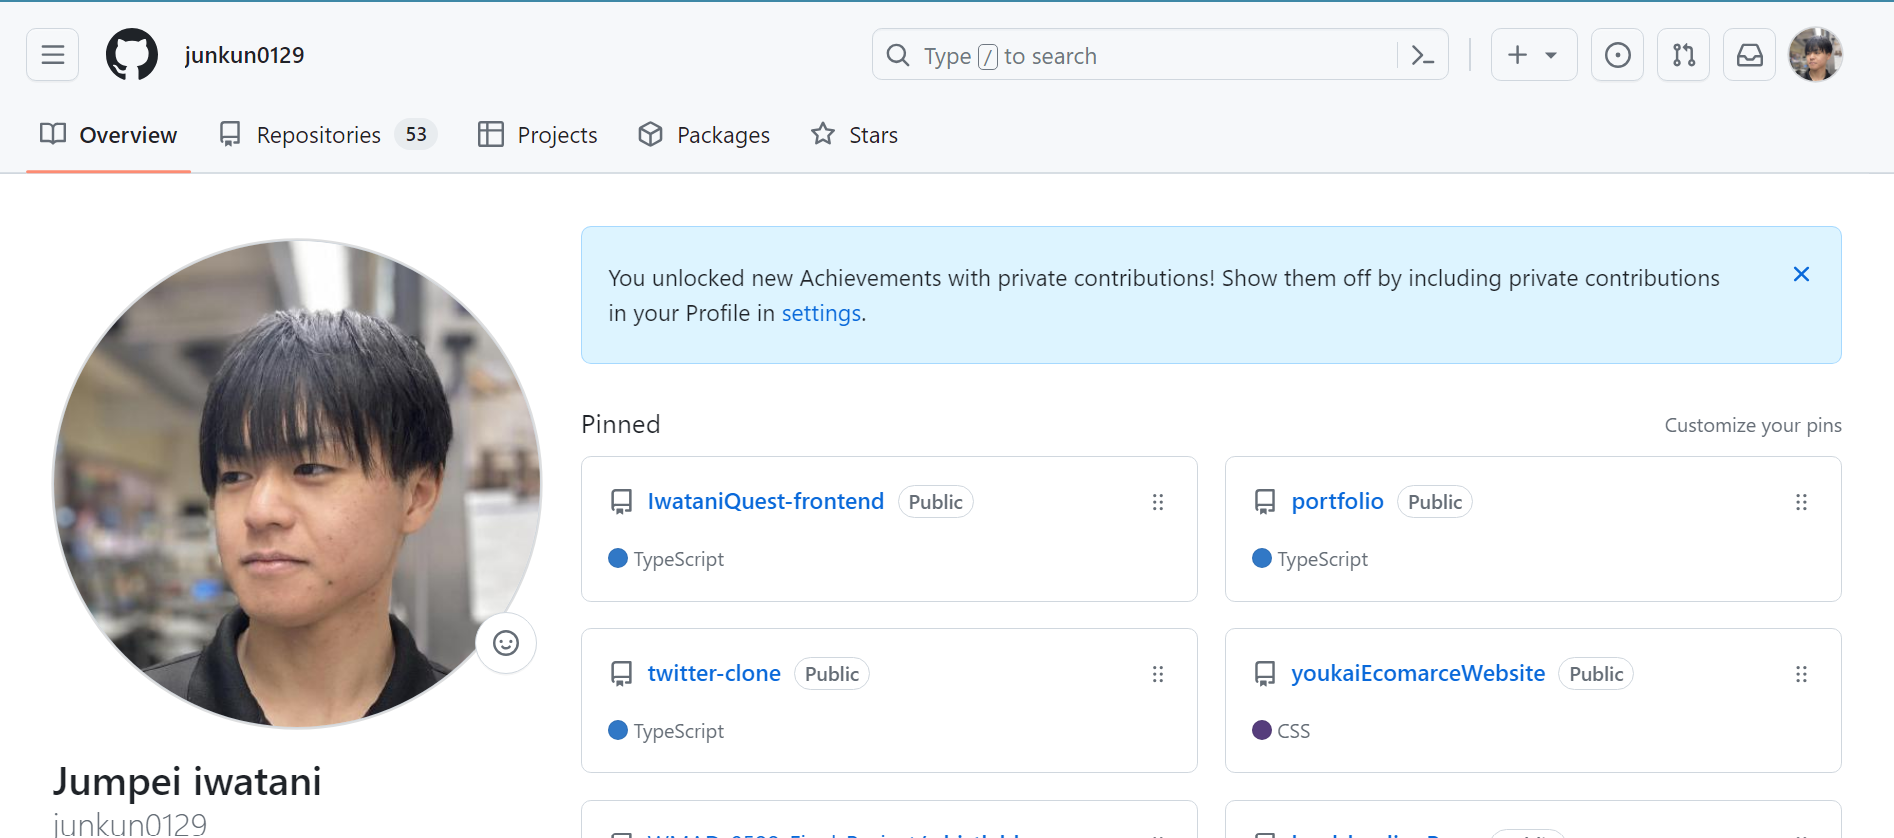 junkun0129
Type / to search
Overview
Repositories 53
Projects
Packages
Stars
You unlocked new Achievements with private contributions! Show them off by including private contributions
in your Profile in settings.
Pinned
Customize your pins
IwataniQuest-frontend Public
TypeScript
portfolio Public
TypeScript
twitter-clone Public
TypeScript
youkaiEcomarceWebsite Public
CSS
Jumpei iwatani
junkun0129